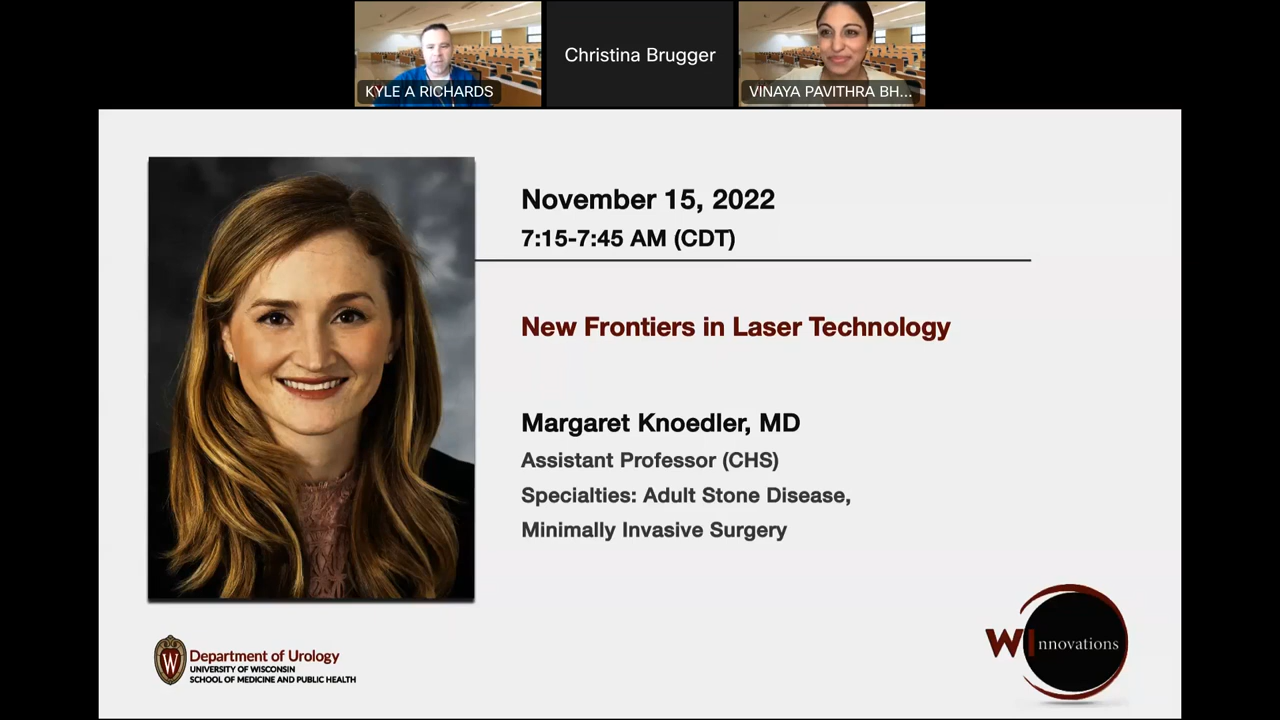 KYLE A RICHARDS
Christina Brugger
VINAYA PAVITHRA BH...
November 15, 2022
7:15-7:45 AM (CDT)
New Frontiers in Laser Technology
Margaret Knoedler, MD
Assistant Professor (CHS)
Specialties: Adult Stone Disease,
Minimally Invasive Surgery
W
Department of Urology
UNIVERSITY OF WISCONSIN
SCHOOL OF MEDICINE AND PUBLIC HEALTH
WInnovations